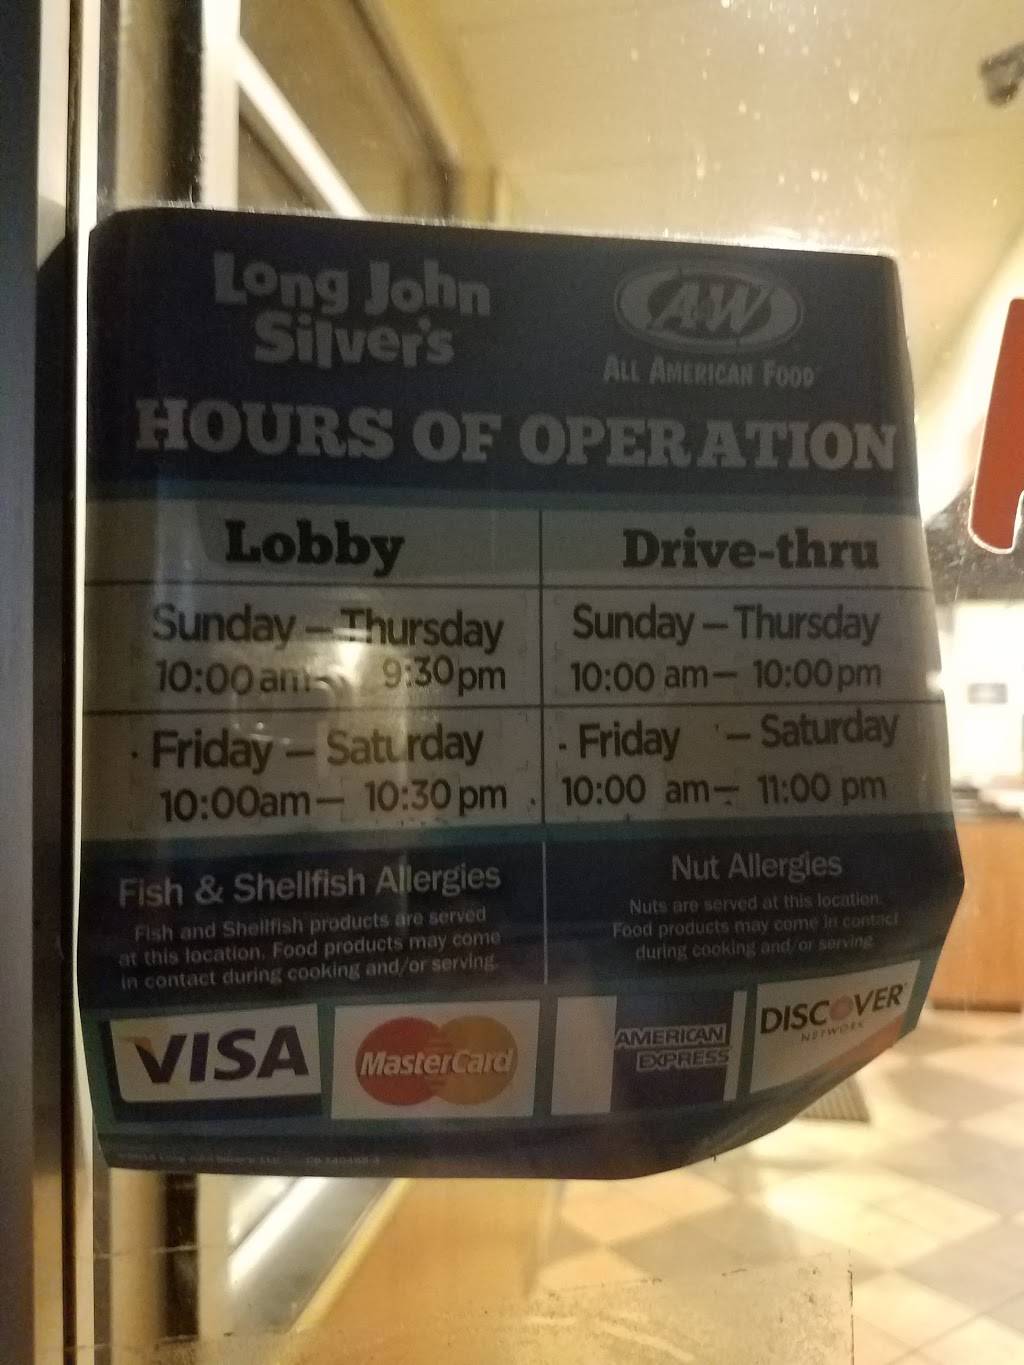 Long John
Silver's
A&W
All American Food
HOURS OF OPERATION
Lobby
Drive-thru
Sunday – Thursday
10:00 am – 9:30 pm
Sunday – Thursday
10:00 am – 10:00 pm
· Friday – Saturday
10:00am – 10:30 pm
· Friday – Saturday
10:00 am – 11:00 pm
Fish & Shellfish Allergies
Fish and Shellfish products are served
at this location. Food products may come
in contact during cooking and/or serving.
Nut Allergies
Nuts are served at this location.
Food products may come in contact
during cooking and/or serving
VISA
MasterCard
AMERICAN
EXPRESS
DISCOVER
NETWORK